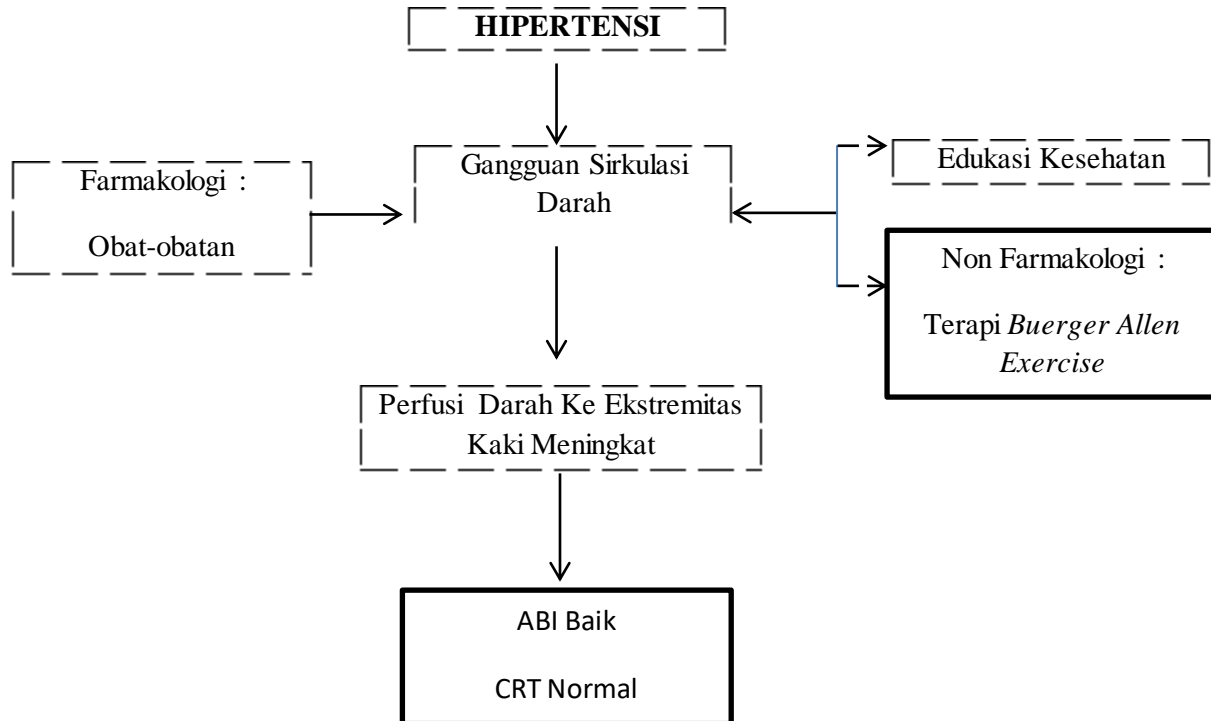 HIPERTENSI
Gangguan Sirkulasi
Darah
Farmakologi :
Obat-obatan
Edukasi Kesehatan
Non Farmakologi :
Terapi Buerger Allen
Exercise
Perfusi Darah Ke Ekstremitas
Kaki Meningkat
ABI Baik
CRT Normal